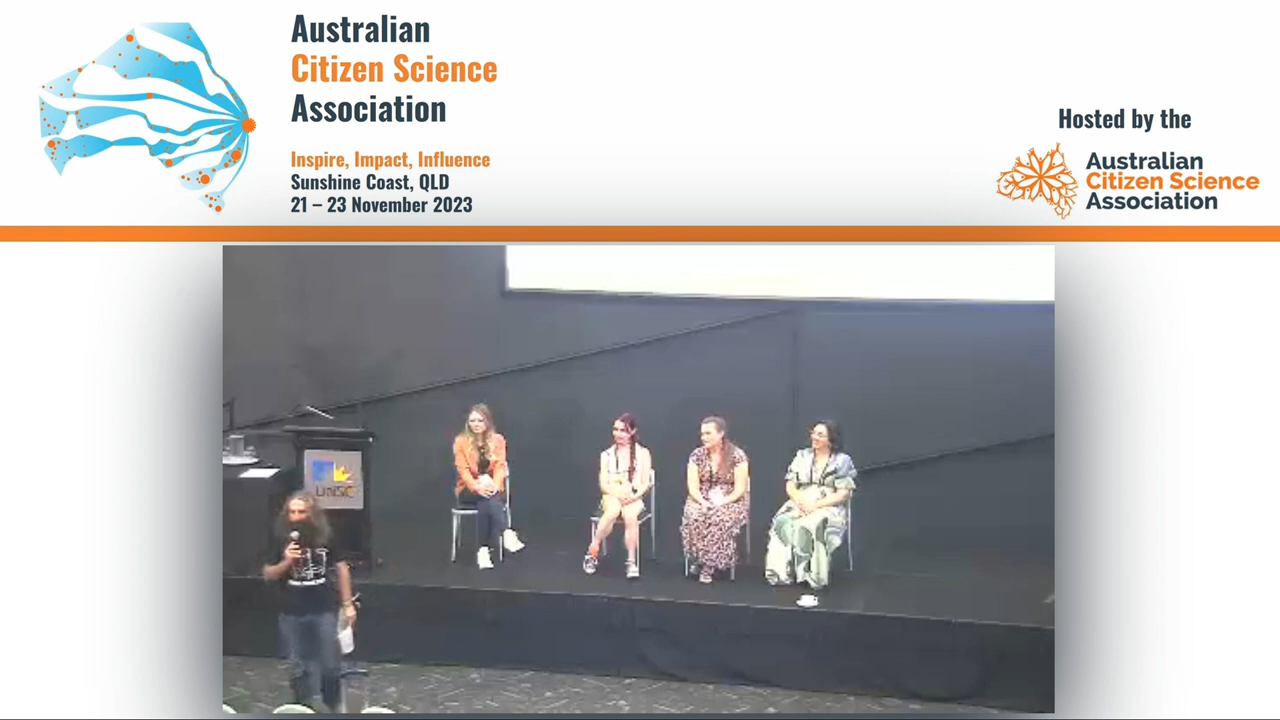 Australian
Citizen Science
Association
Inspire, Impact, Influence
Sunshine Coast, QLD
21 – 23 November 2023
Hosted by the
Australian
Citizen Science
Association